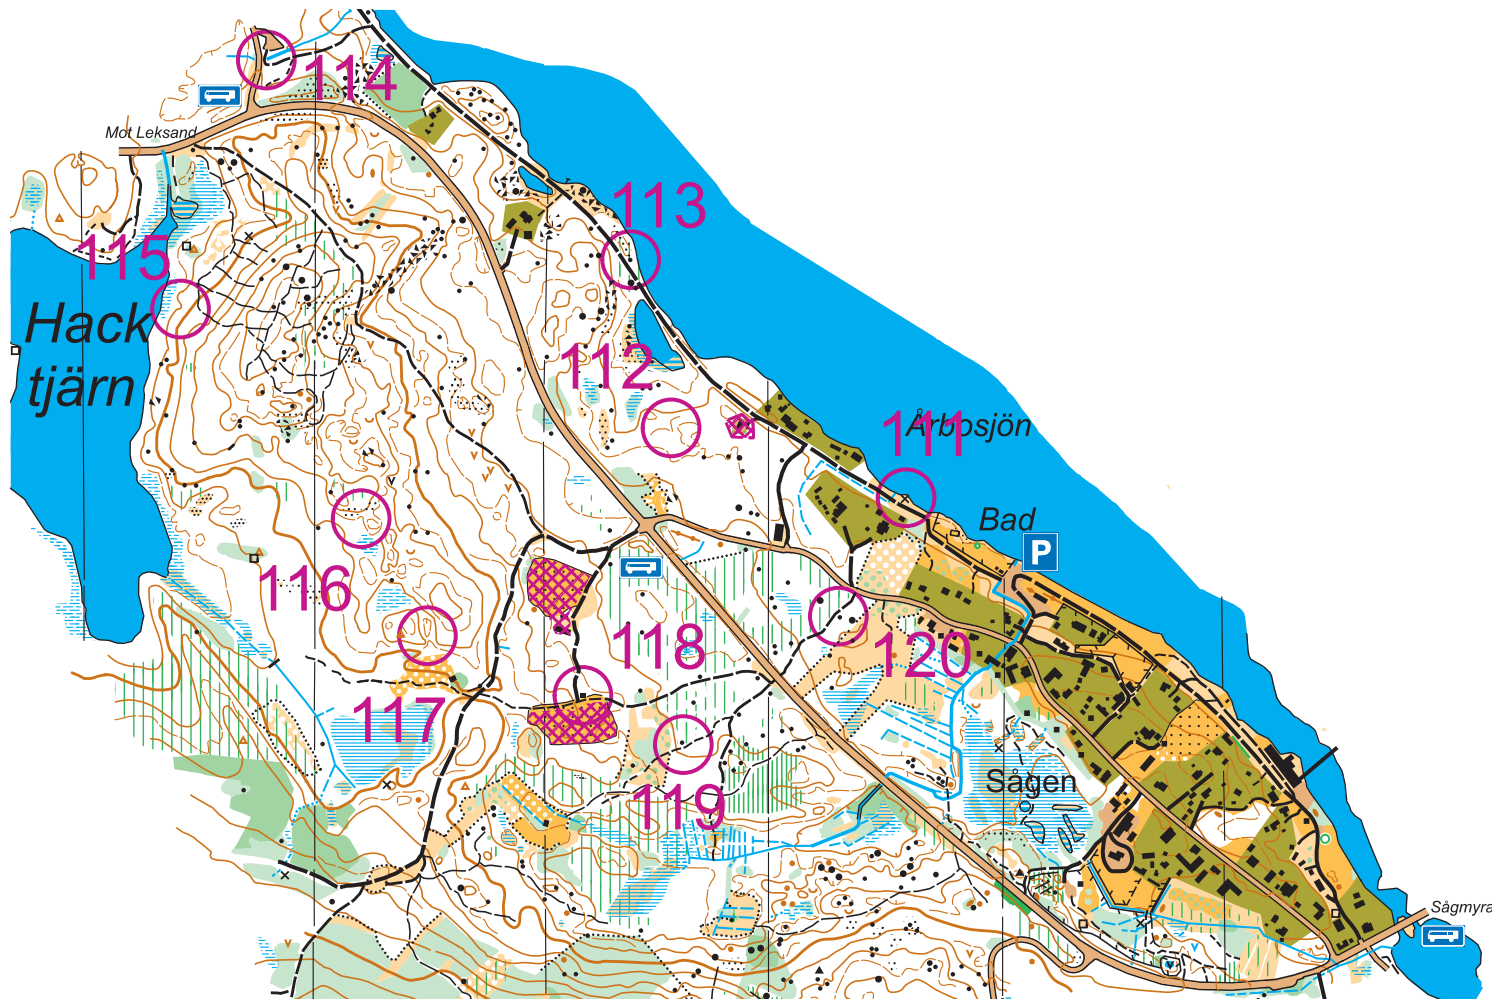 114
Mot Leksand
113
115
Hack
tjärn
112
111
Årbosjön
Bad
P
116
118
120
117
Sågen
119
Sågmyra